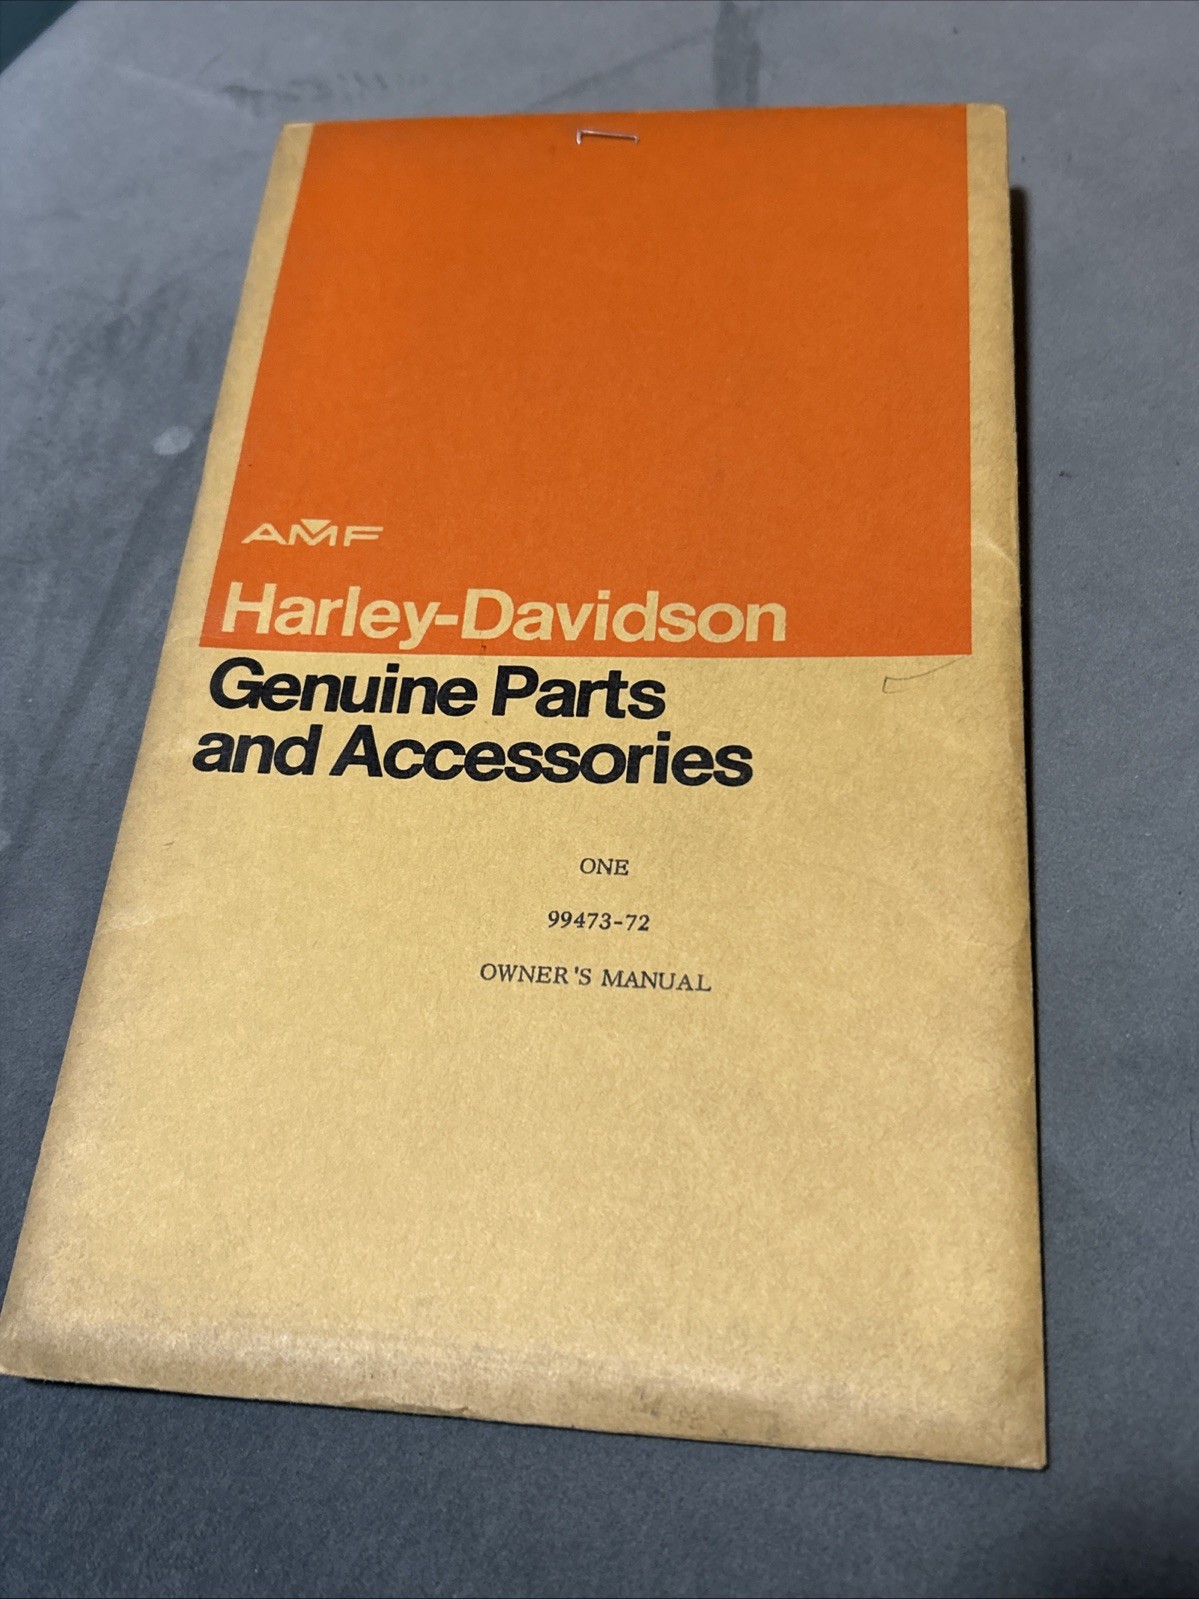 AMF
Harley-Davidson
Genuine Parts
and Accessories
ONE
99473-72
OWNER'S MANUAL